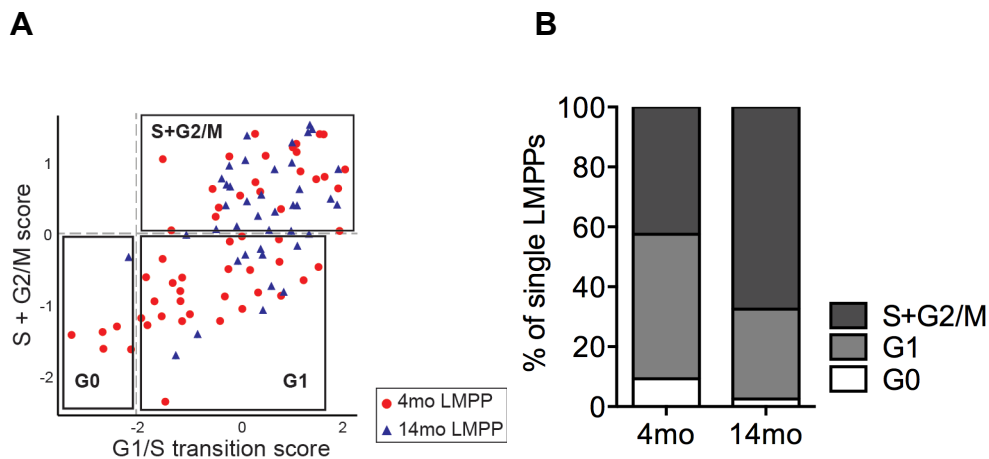 A
B
S+G2/M
G0
G1
1
0
-1
-2
S + G2/M score
-2
0
2
G1/S transition score
4mo LMPP
14mo LMPP
100
80
60
40
20
0
% of single LMPPs
4mo
14mo
S+G2/M
G1
G0